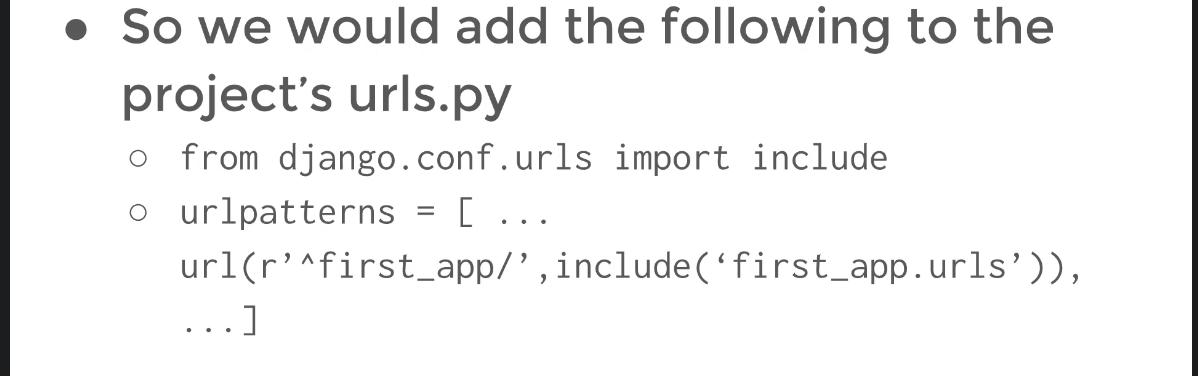 ● So we would add the following to the
project’s urls.py
○ from django.conf.urls import include
○ urlpatterns = [ ...
url(r’^first_app/’,include(‘first_app.urls’)),
...]